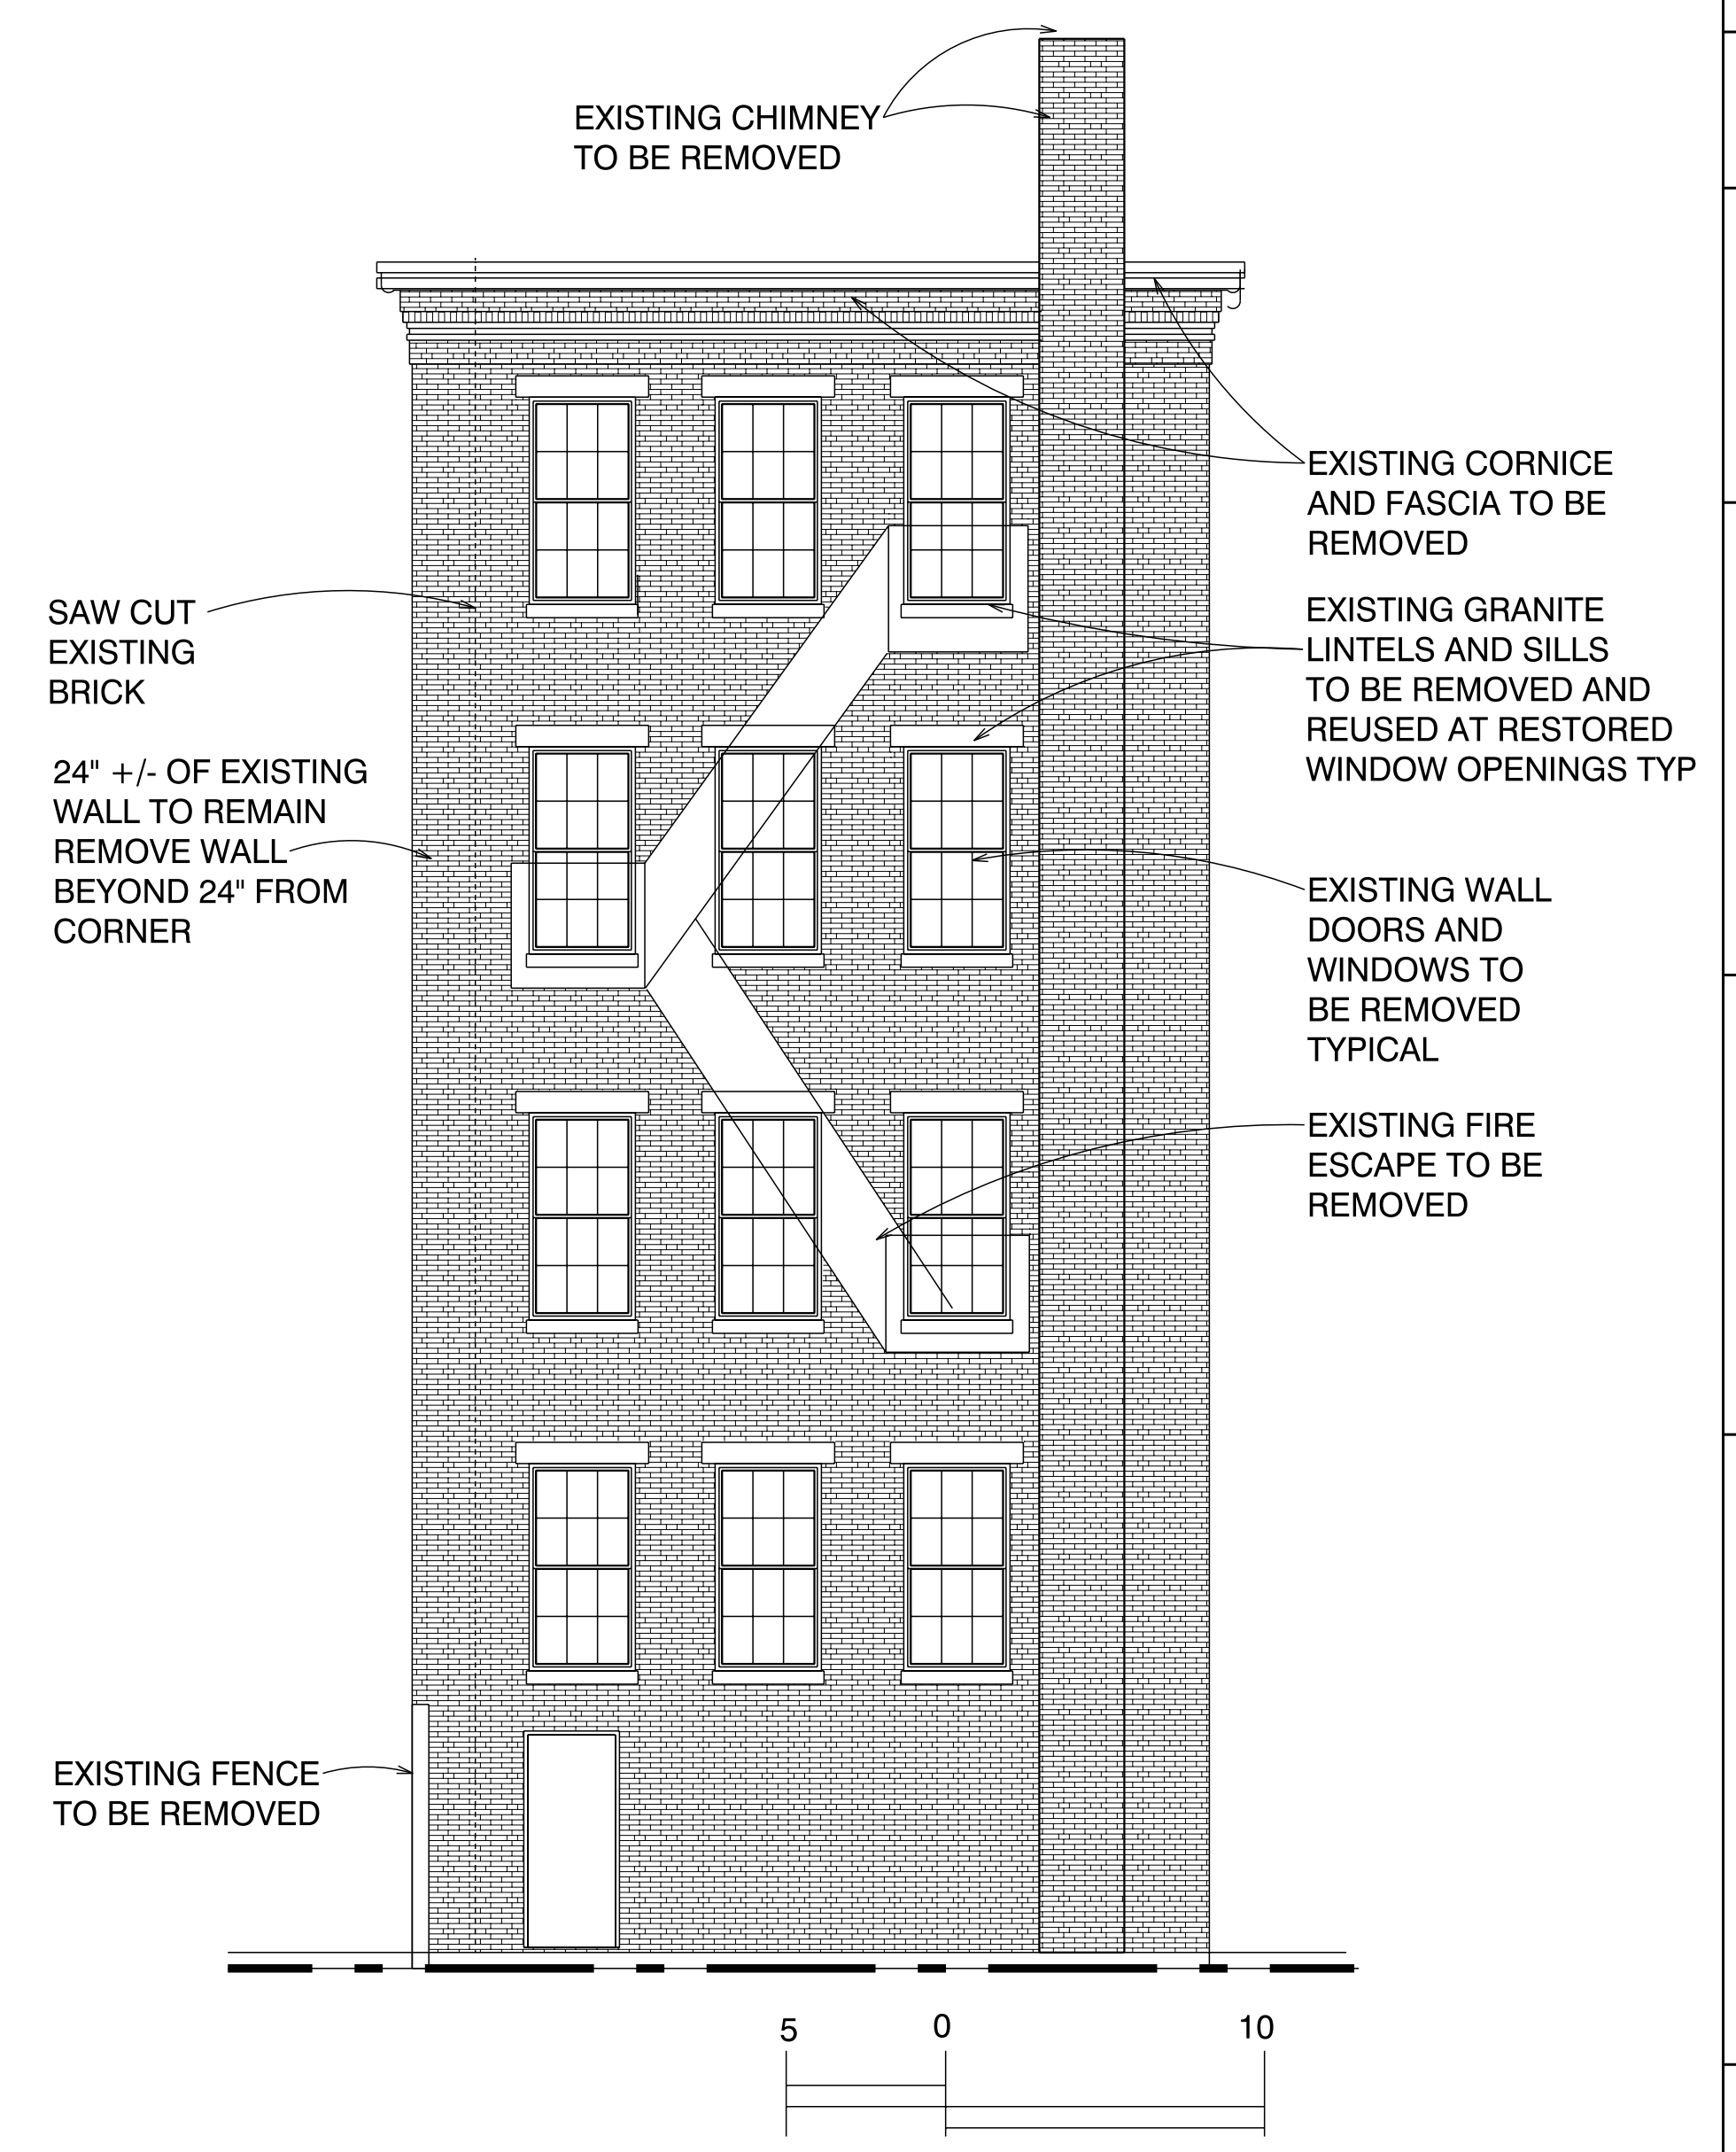 EXISTING CHIMNEY
TO BE REMOVED
EXISTING CORNICE
AND FASCIA TO BE
REMOVED
SAW CUT
EXISTING
BRICK
EXISTING GRANITE
LINTELS AND SILLS
TO BE REMOVED AND
REUSED AT RESTORED
WINDOW OPENINGS TYP
24" +/- OF EXISTING
WALL TO REMAIN
REMOVE WALL
BEYOND 24" FROM
CORNER
EXISTING WALL
DOORS AND
WINDOWS TO
BE REMOVED
TYPICAL
EXISTING FIRE
ESCAPE TO BE
REMOVED
EXISTING FENCE
TO BE REMOVED
5 0 10